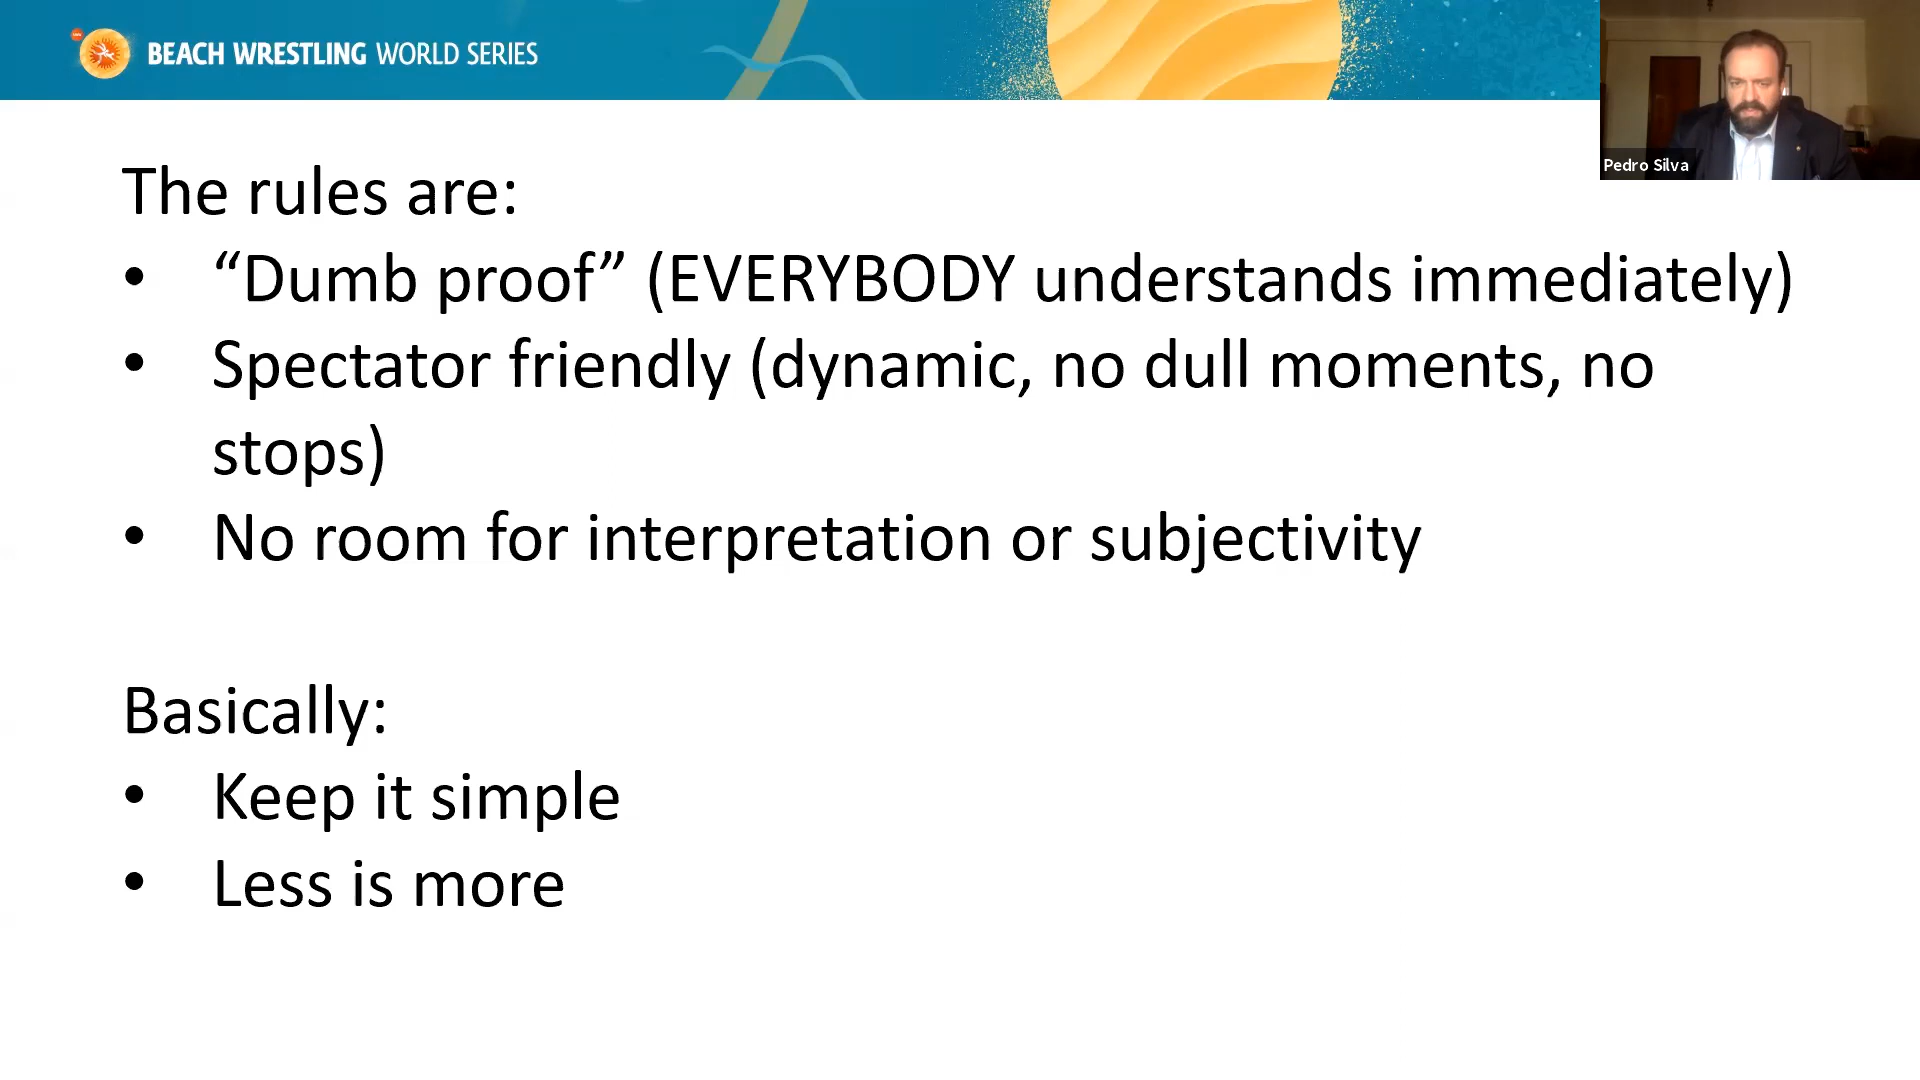 BEACH WRESTLING WORLD SERIES
Pedro Silva
The rules are:
• “Dumb proof” (EVERYBODY understands immediately)
• Spectator friendly (dynamic, no dull moments, no
stops)
• No room for interpretation or subjectivity
Basically:
• Keep it simple
• Less is more